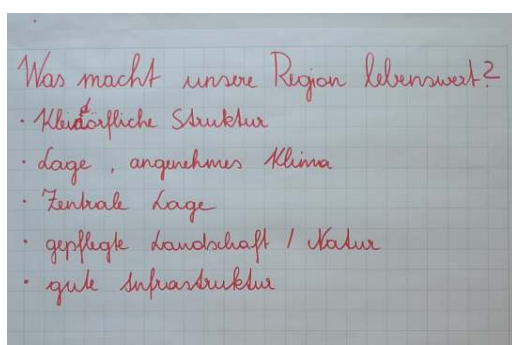 Was macht unsere Region lebenswert?
· Kleindörfliche Struktur
· Lage, angenehmes Klima
· Zentrale Lage
· gepflegte Landschaft / Natur
· gute Infrastruktur